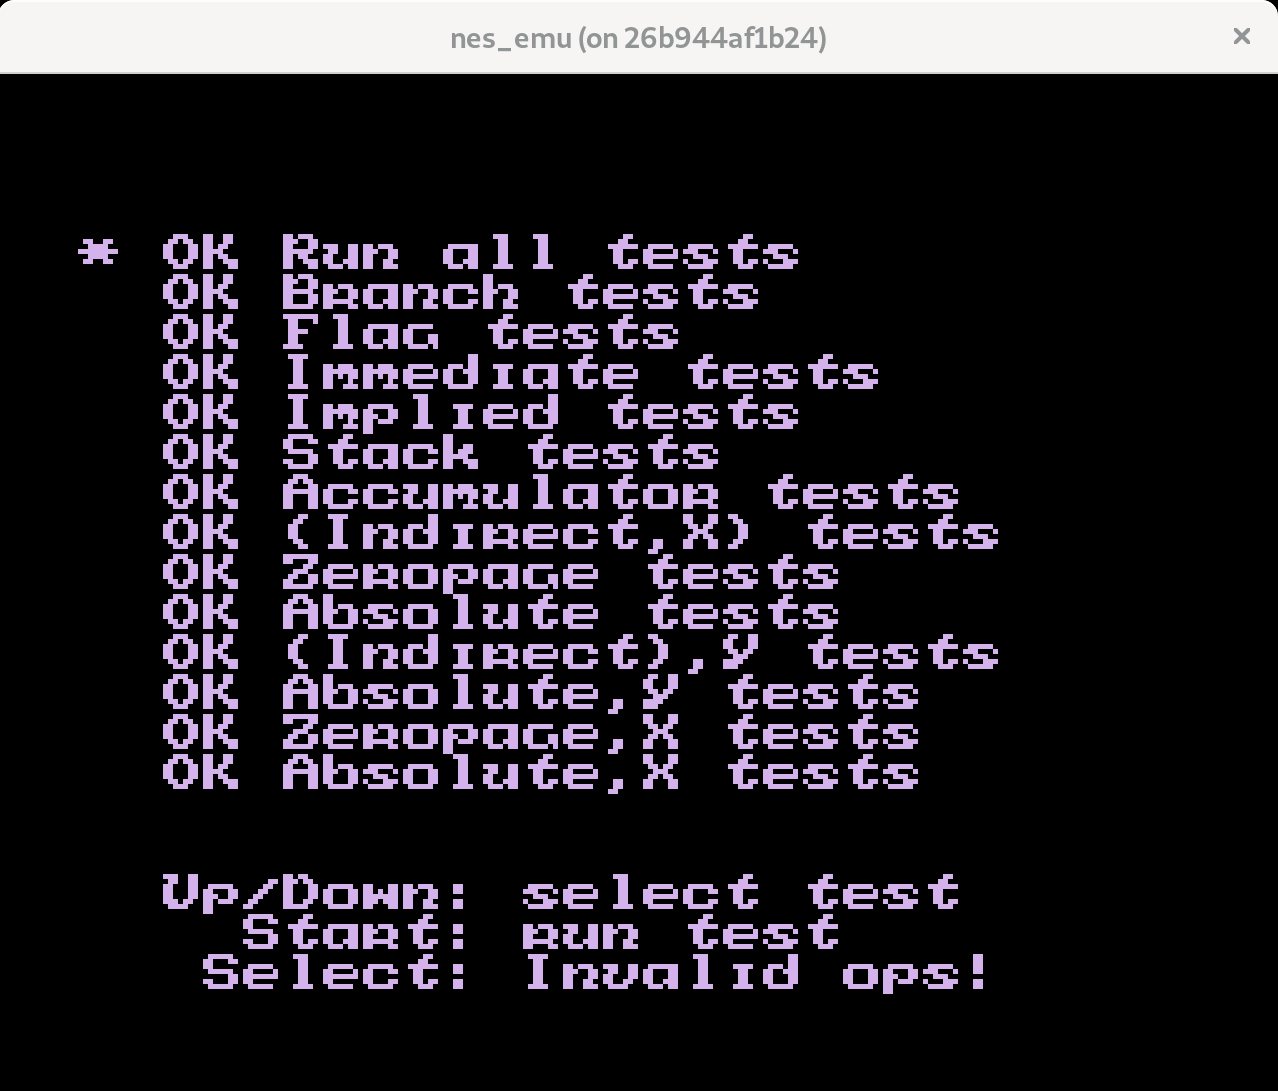 nes_emu (on 26b944af1b24)
* OK Run all tests
OK Branch tests
OK Flag tests
OK Immediate tests
OK Implied tests
OK Stack tests
OK Accumulator tests
OK (Indirect,X) tests
OK Zeropage tests
OK Absolute tests
OK (Indirect),Y tests
OK Absolute,Y tests
OK Zeropage,X tests
OK Absolute,X tests
Up/Down: select test
Start: run test
Select: Invalid ops!